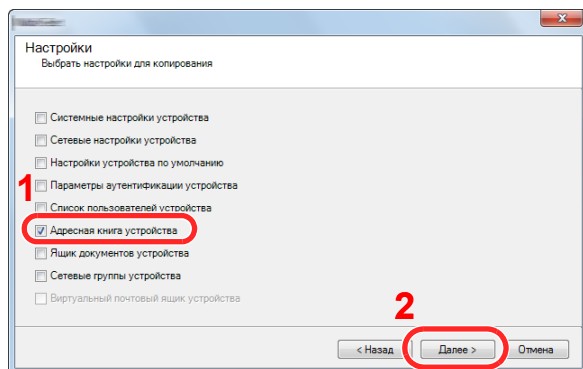 Настройки
Выбрать настройки для копирования
Системные настройки устройства
Сетевые настройки устройства
Настройки устройства по умолчанию
1
Параметры аутентификации устройства
Список пользователей устройства
Адресная книга устройства
Ящик документов устройства
Сетевые группы устройства
Виртуальный почтовый ящик устройства
2
< Назад Далее > Отмена